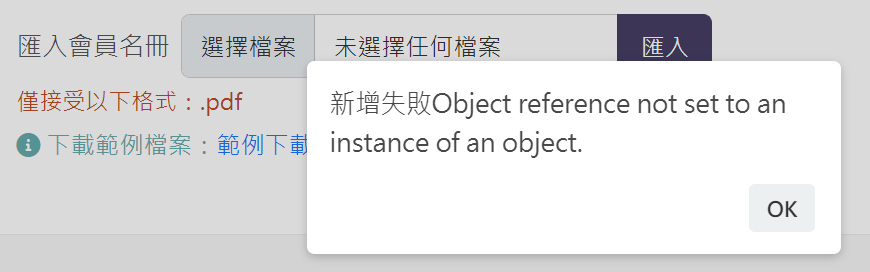 匯入會員名冊 選擇檔案 未選擇任何檔案 匯入
僅接受以下格式：.pdf
下載範例檔案：範例下載
新增失敗Object reference not set to an
instance of an object.
OK